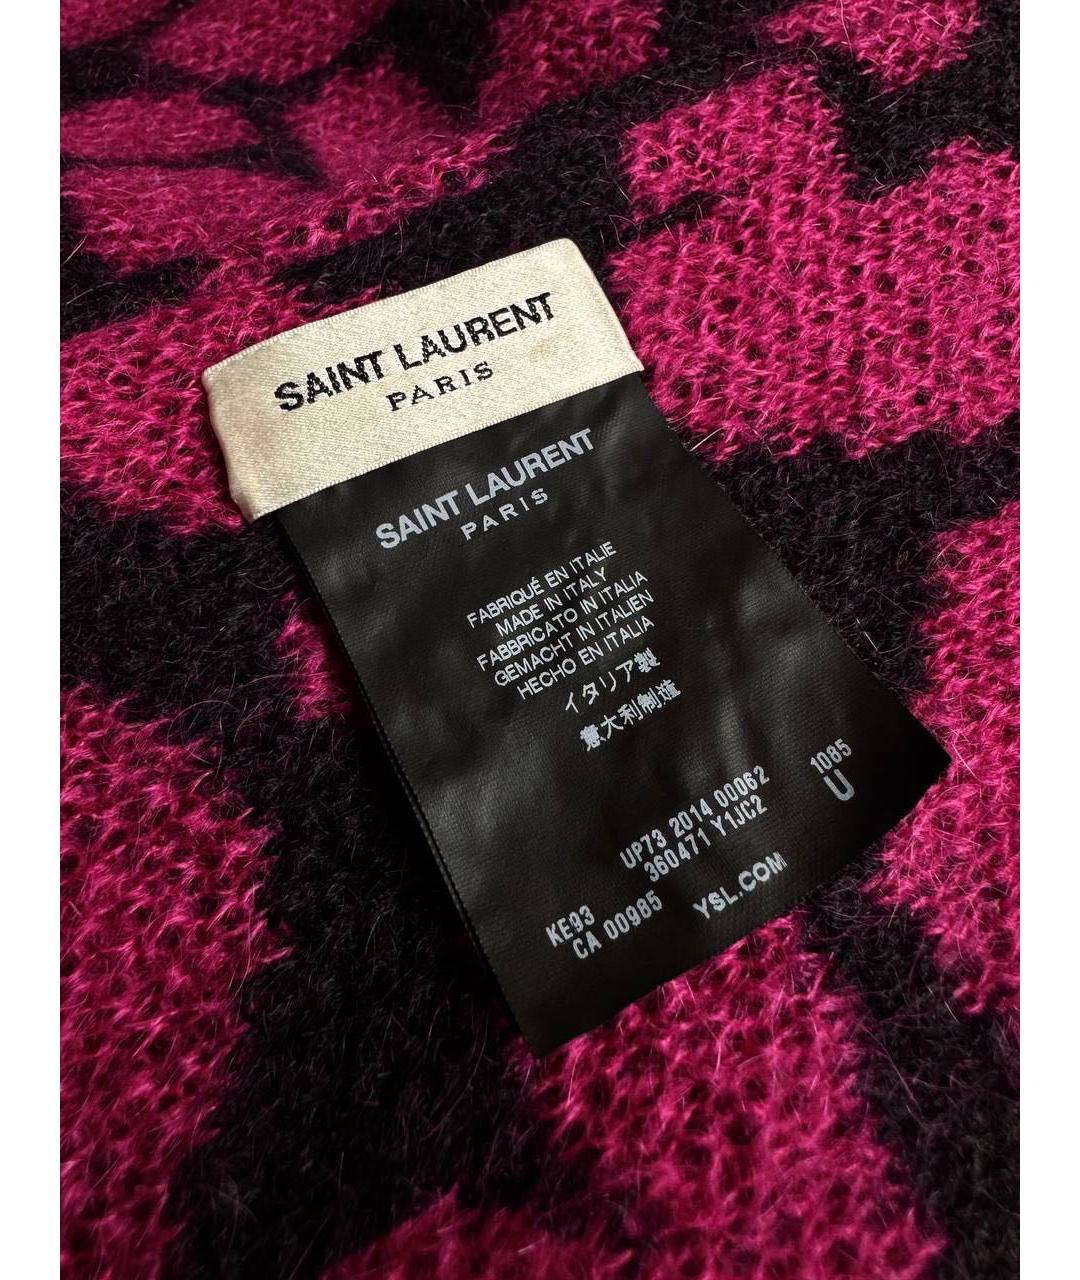 SAINT LAURENT
PARIS
SAINT LAURENT
PARIS
FABRIQUÉ EN ITALIE
MADE IN ITALY
FABBRICATO IN ITALIA
GEMACHT IN ITALIEN
HECHO EN ITALIA
イタリア製
意大利制造
1085
U
UP73 2014 00062
360471 Y1JC2
KE93
CA 00985
YSL.COM